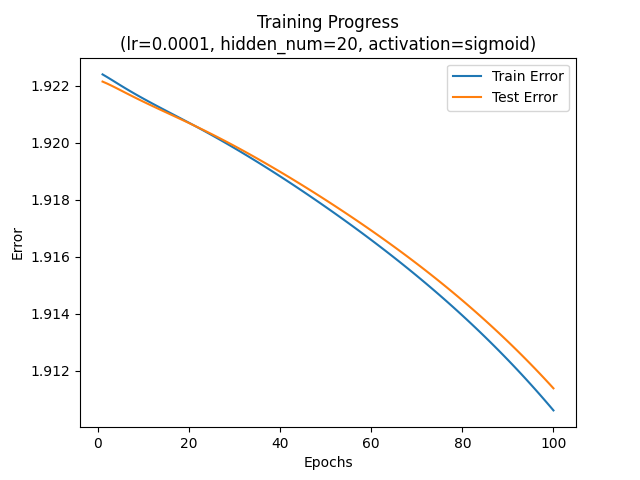 Training Progress
(lr=0.0001, hidden_num=20, activation=sigmoid)
Train Error
Test Error
1.922
1.920
1.918
1.916
1.914
1.912
Error
0 20 40 60 80 100
Epochs